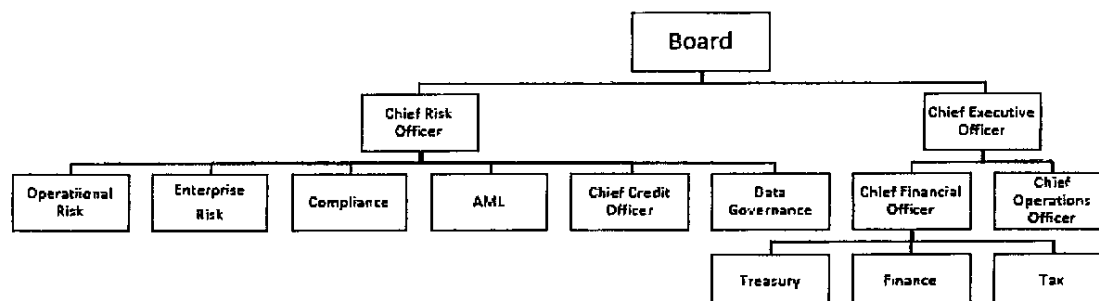 Board
Chief Risk
Officer
Chief Executive
Officer
Operatiional
Risk
Enterprise
Risk
Compliance
AML
Chief Credit
Officer
Data
Governance
Chief Financial
Officer
Chief
Operations
Officer
Treasury
Finance
Tax